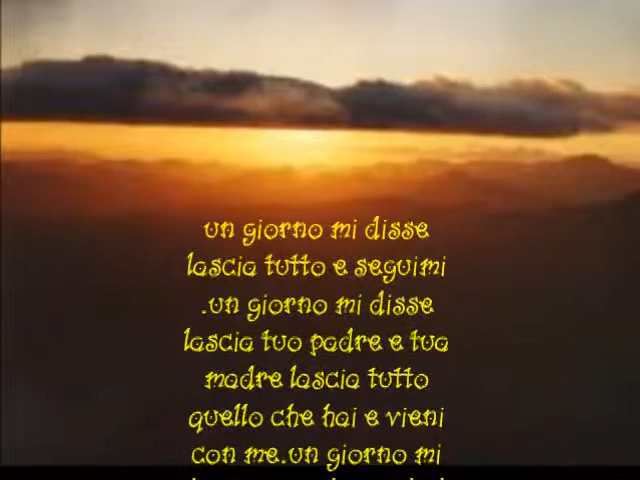 un giorno mi disse
lascia tutto e seguimi
.un giorno mi disse
lascia tuo padre e tua
madre lascia tutto
quello che hai e vieni
con me.un giorno mi